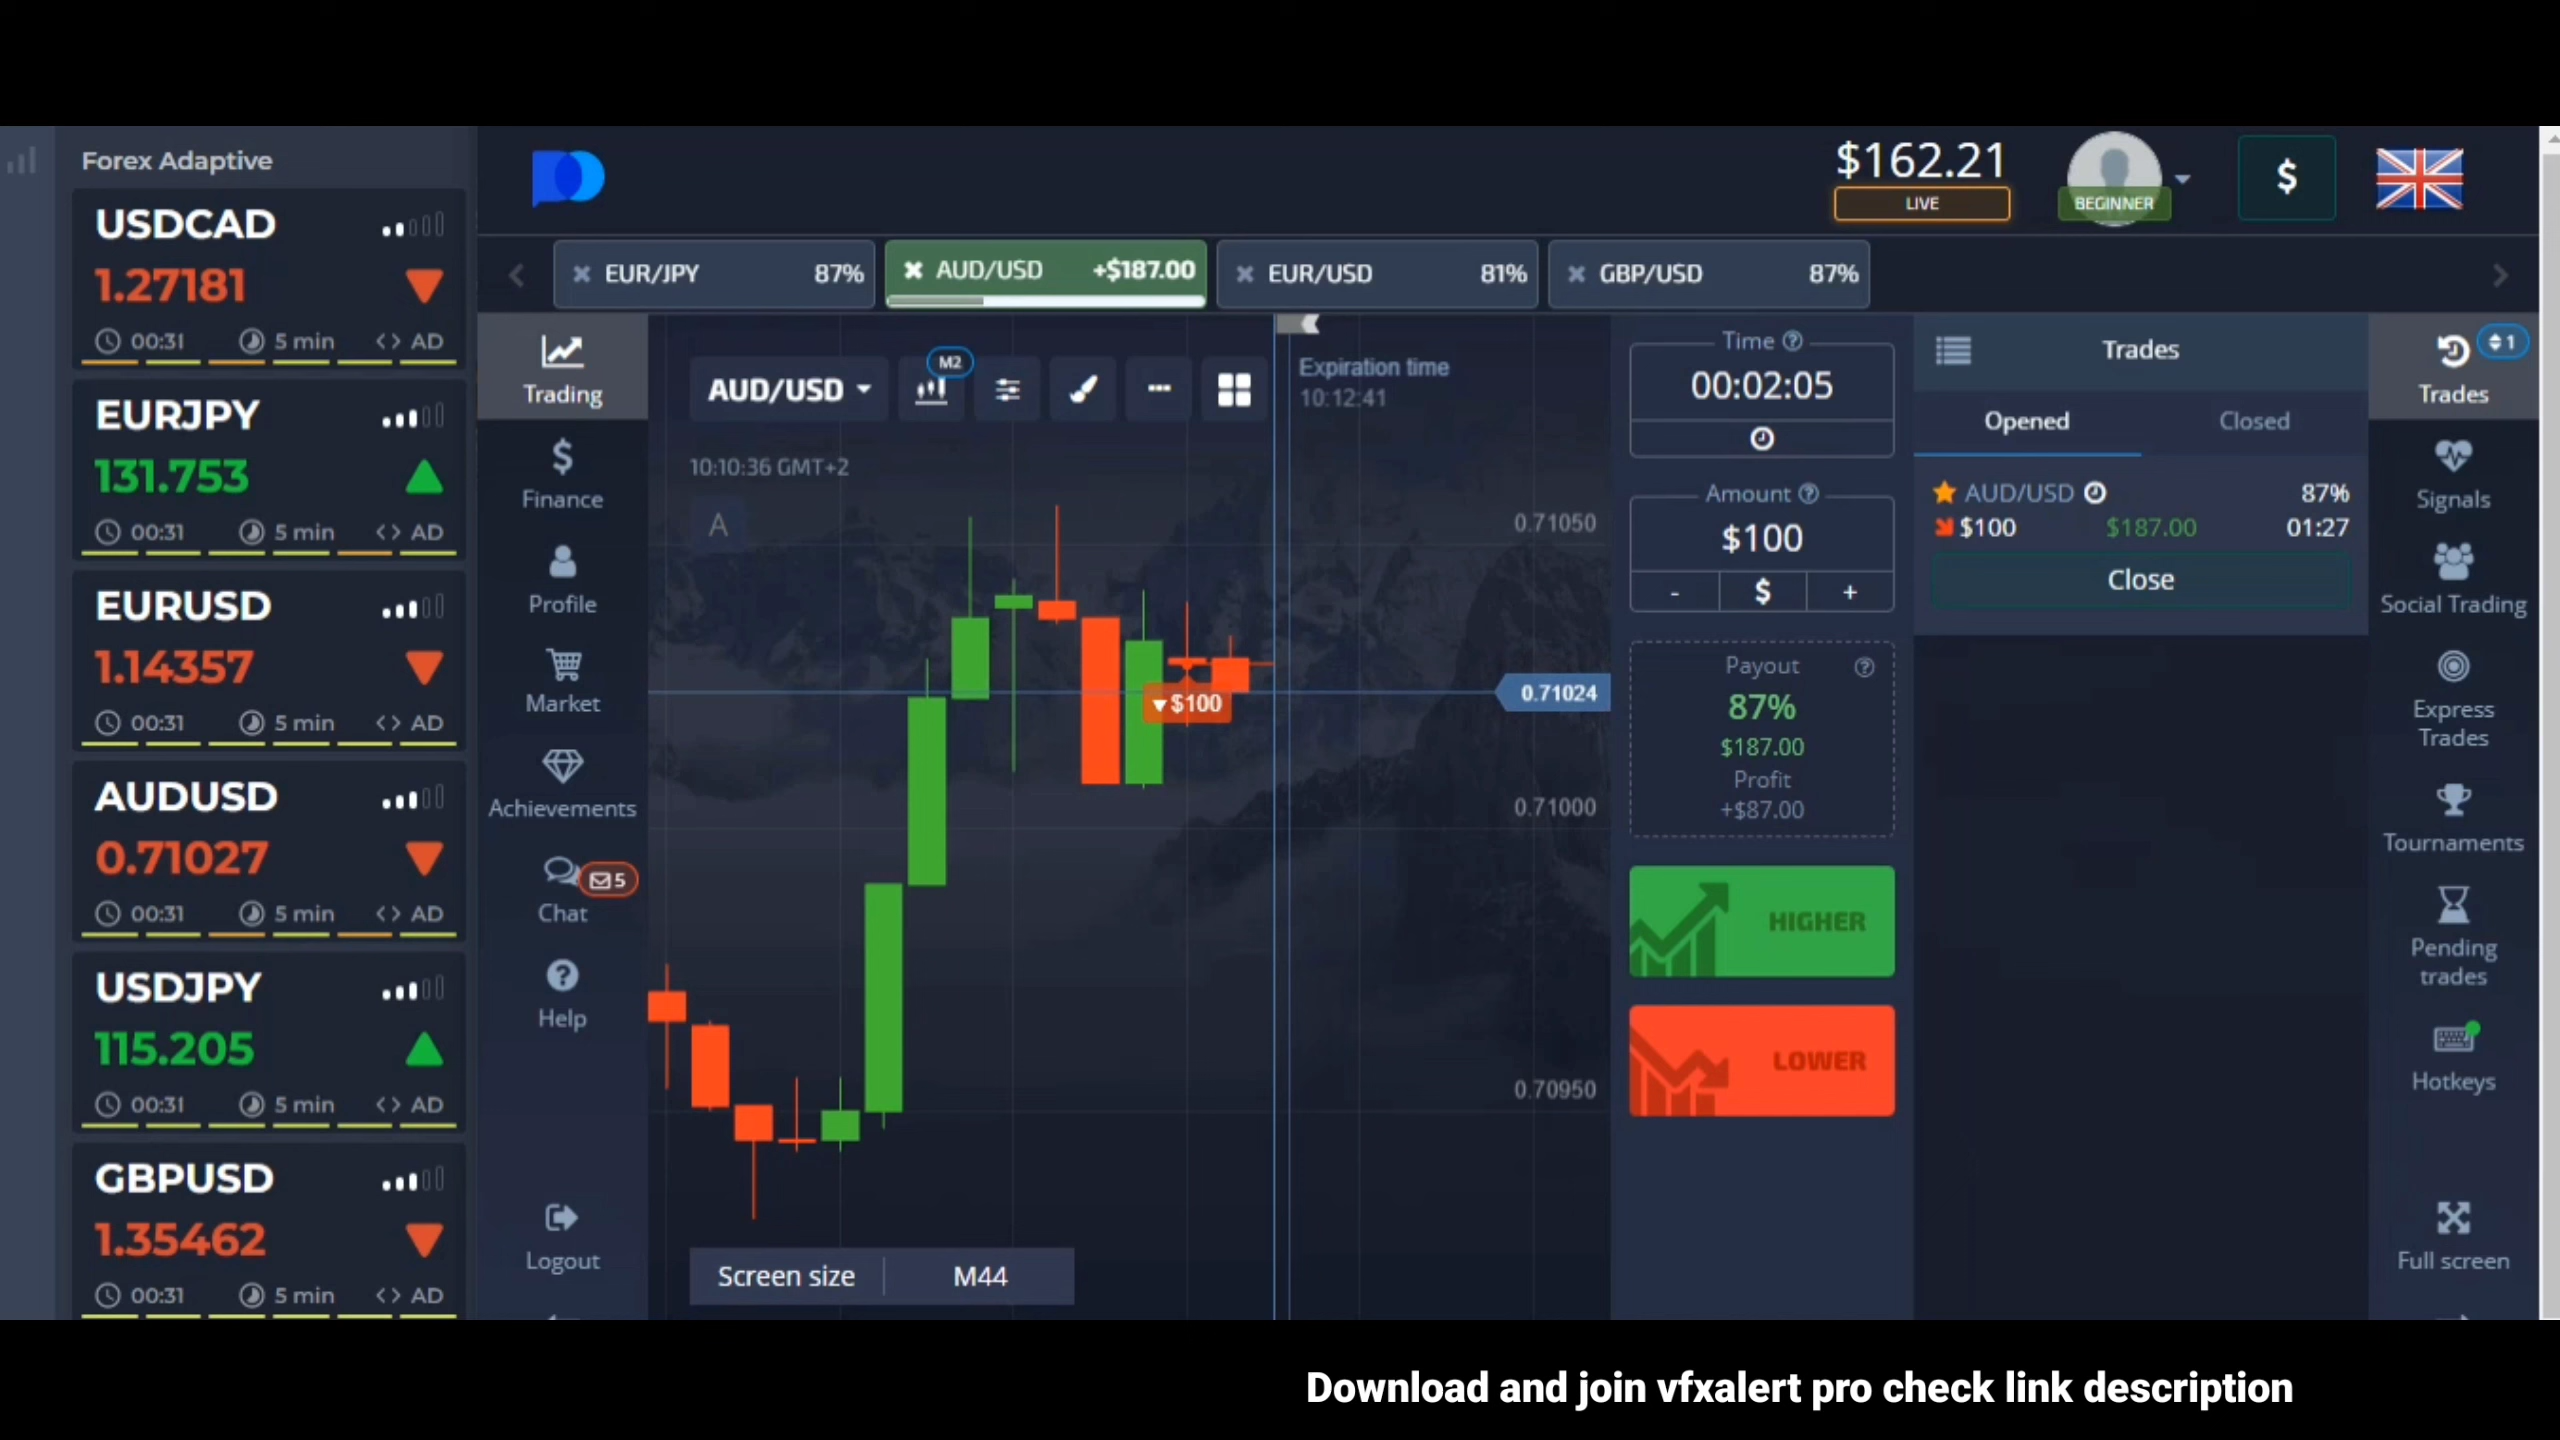 Forex Adaptive
USDCAD
1.27181
00:31 5 min <> AD
EURJPY
131.753
00:31 5 min <> AD
EURUSD
1.14357
00:31 5 min <> AD
AUDUSD
0.71027
00:31 5 min <> AD
USDJPY
115.205
00:31 5 min <> AD
GBPUSD
1.35462
00:31 5 min <> AD
$162.21
LIVE
BEGINNER
$
EUR/JPY 87%
AUD/USD +$187.00
EUR/USD 81%
GBP/USD 87%
Trading
Finance
Profile
Market
Achievements
5
Chat
Help
Logout
AUD/USD
M2
10:10:36 GMT+2
A
Expiration time
10:12:41
0.71050
0.71024
0.71000
0.70950
$100
Screen size M44
Time
00:02:05
Amount
$100
- $ +
Payout
87%
$187.00
Profit
+$87.00
HIGHER
LOWER
Trades
Opened Closed
AUD/USD 87%
$100 $187.00 01:27
Close
1
Trades
Signals
Social Trading
Express
Trades
Tournaments
Pending
trades
Hotkeys
Full screen
Download and join vfxalert pro check link description